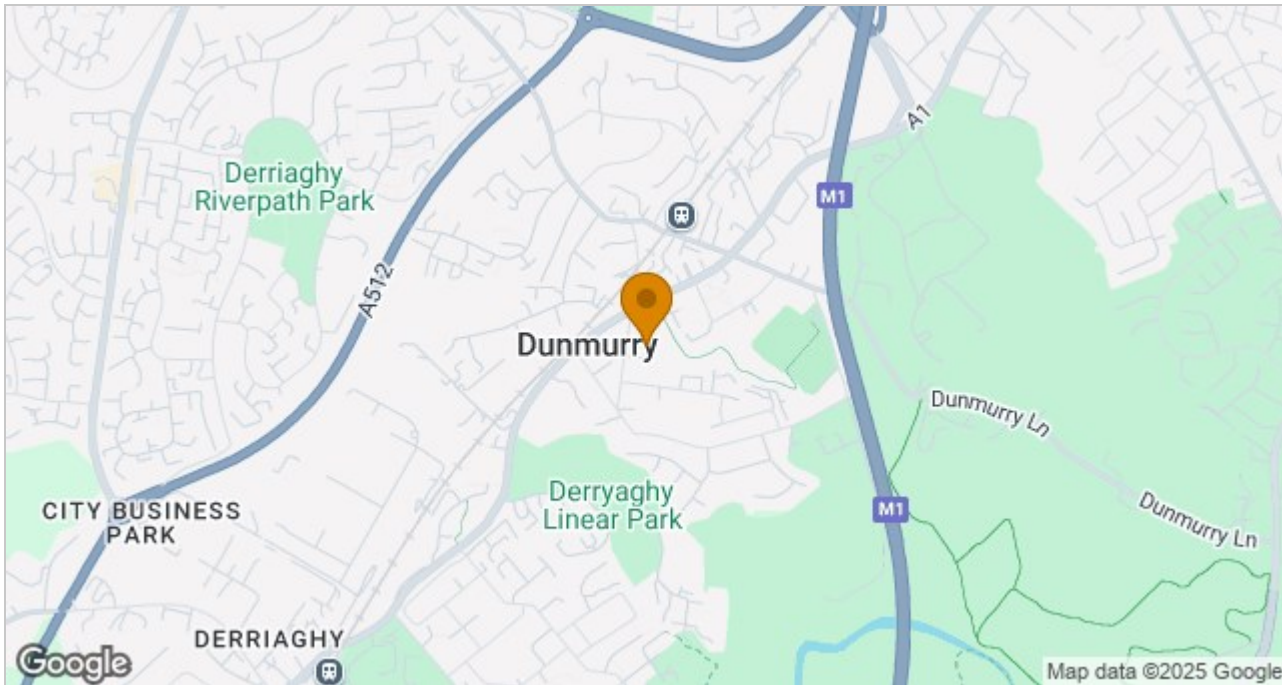 A1
Derriaghy
Riverpath Park
M1
A512
Dunmurry
Dunmurry Ln
Derryaghy
Linear Park
CITY BUSINESS
PARK
M1
Dunmurry Ln
DERRIAGHY
Google
Map data ©2025 Google